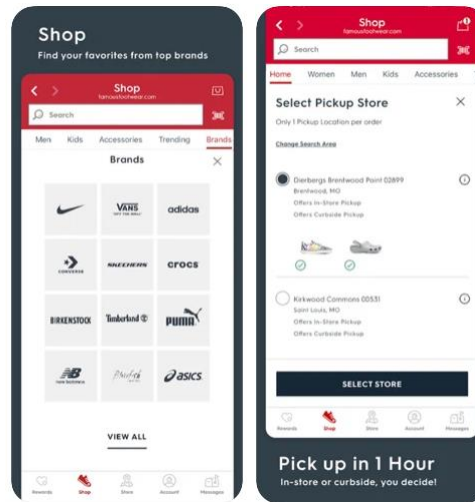 Shop
Find your favorites from top brands
Shop
famousfootwear.com
Search
Men Kids Accessories Trending Brands
Brands
VANS
"OFF THE WALL"
adidas
CONVERSE
SKECHERS
crocs
BIRKENSTOCK
Timberland
PUMA
NB
new balance
asics
VIEW ALL
Rewards Shop Store Account Messages
Shop
famousfootwear.com
Search
Home Women Men Kids Accessories
Select Pickup Store
Only 1 Pickup Location per order
Change Search Area
Dierbergs Brentwood Point 02899
Brentwood, MO
Offers In-Store Pickup
Offers Curbside Pickup
Kirkwood Commons 00531
Saint Louis, MO
Offers In-Store Pickup
Offers Curbside Pickup
SELECT STORE
Rewards Shop Store Account Messages
Pick up in 1 Hour
In-store or curbside, you decide!